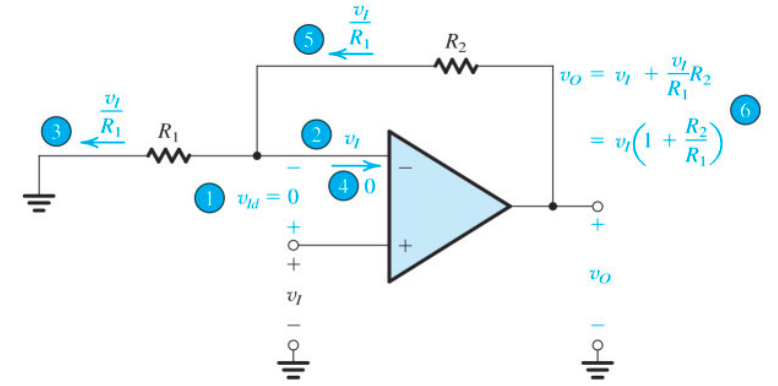 v_I
R_1
5
R_2
v_O = v_I + v_I/R_1 R_2
6
= v_I(1 + R_2/R_1)
v_I
R_1
3
R_1
2 v_I
−
4 0
−
1 v_Id = 0
+
+
+
v_I
−
+
v_O
−